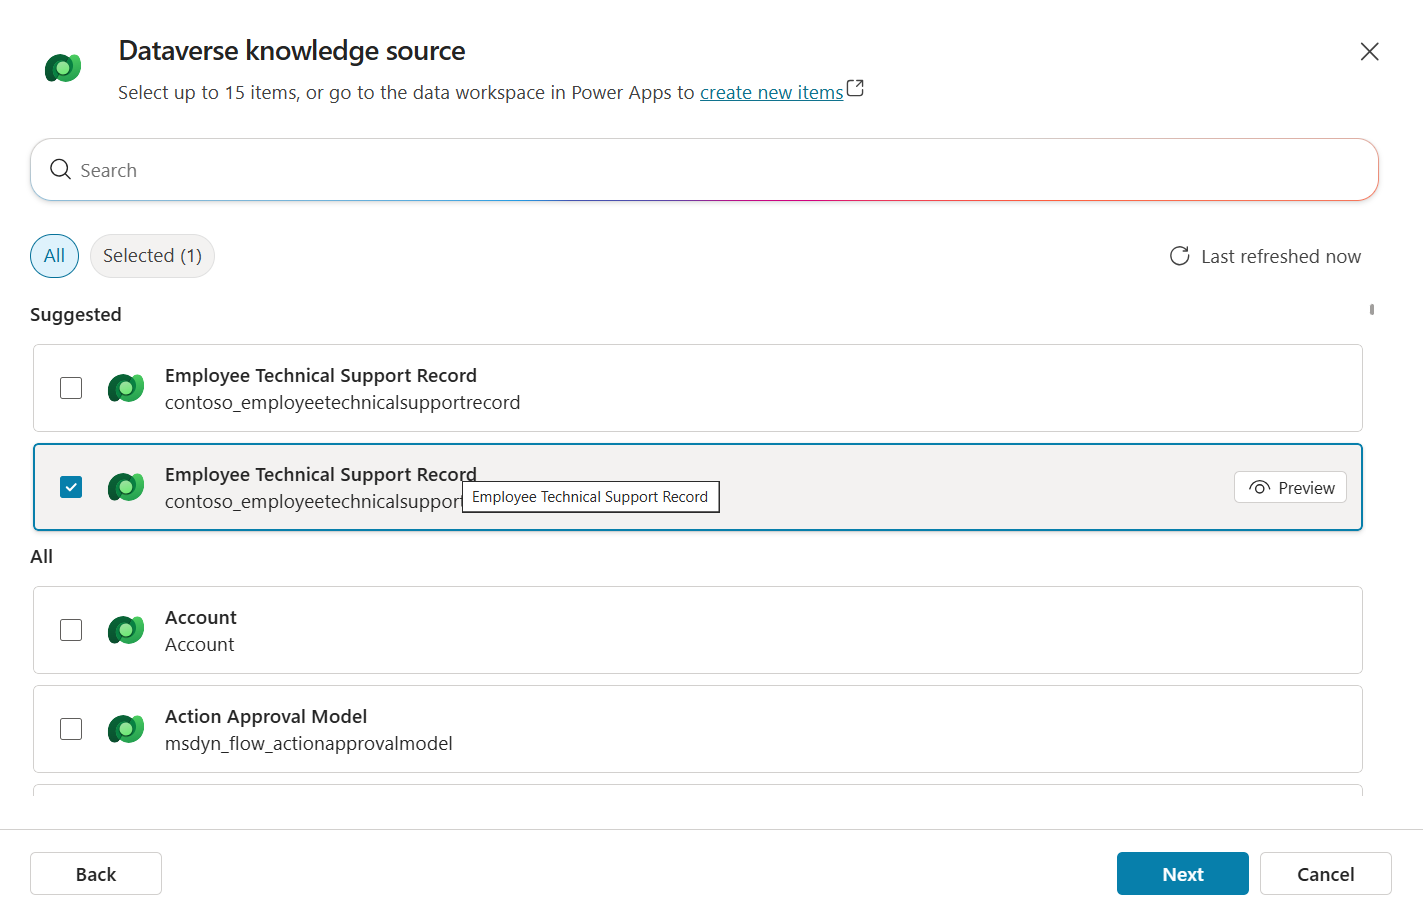 Dataverse knowledge source
Select up to 15 items, or go to the data workspace in Power Apps to create new items
Search
All
Selected (1)
Last refreshed now
Suggested
Employee Technical Support Record
contoso_employeetechnicalsupportrecord
Employee Technical Support Record
contoso_employeetechnicalsupport
Employee Technical Support Record
Preview
All
Account
Account
Action Approval Model
msdyn_flow_actionapprovalmodel
Back
Next
Cancel